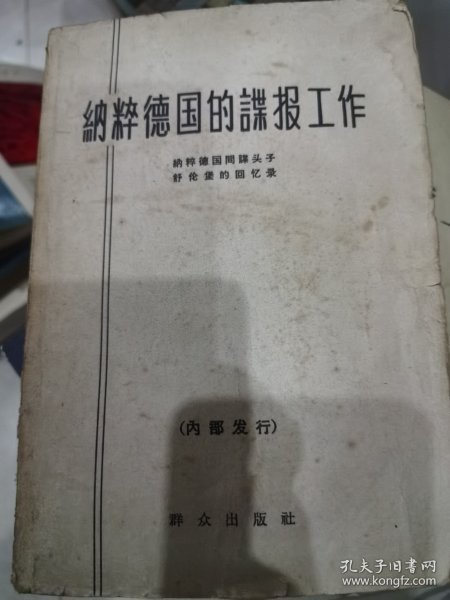 納粹德国的諜报工作
納粹德国間諜头子
舒伦堡的回忆录
(内部发行)
群众出版社
孔夫子旧书网
www.kongfz.com